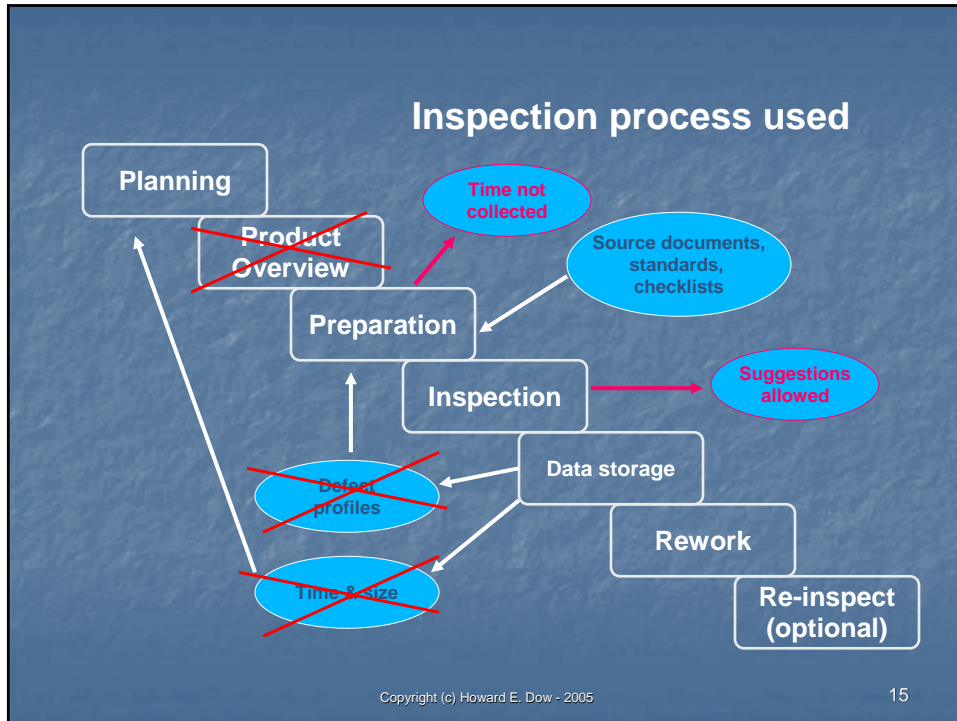 Inspection process used
Planning
Time not
collected
Product
Overview
Source documents,
standards,
checklists
Preparation
Suggestions
allowed
Inspection
Data storage
Defect
profiles
Rework
Time & size
Re-inspect
(optional)
Copyright (c) Howard E. Dow - 2005
15